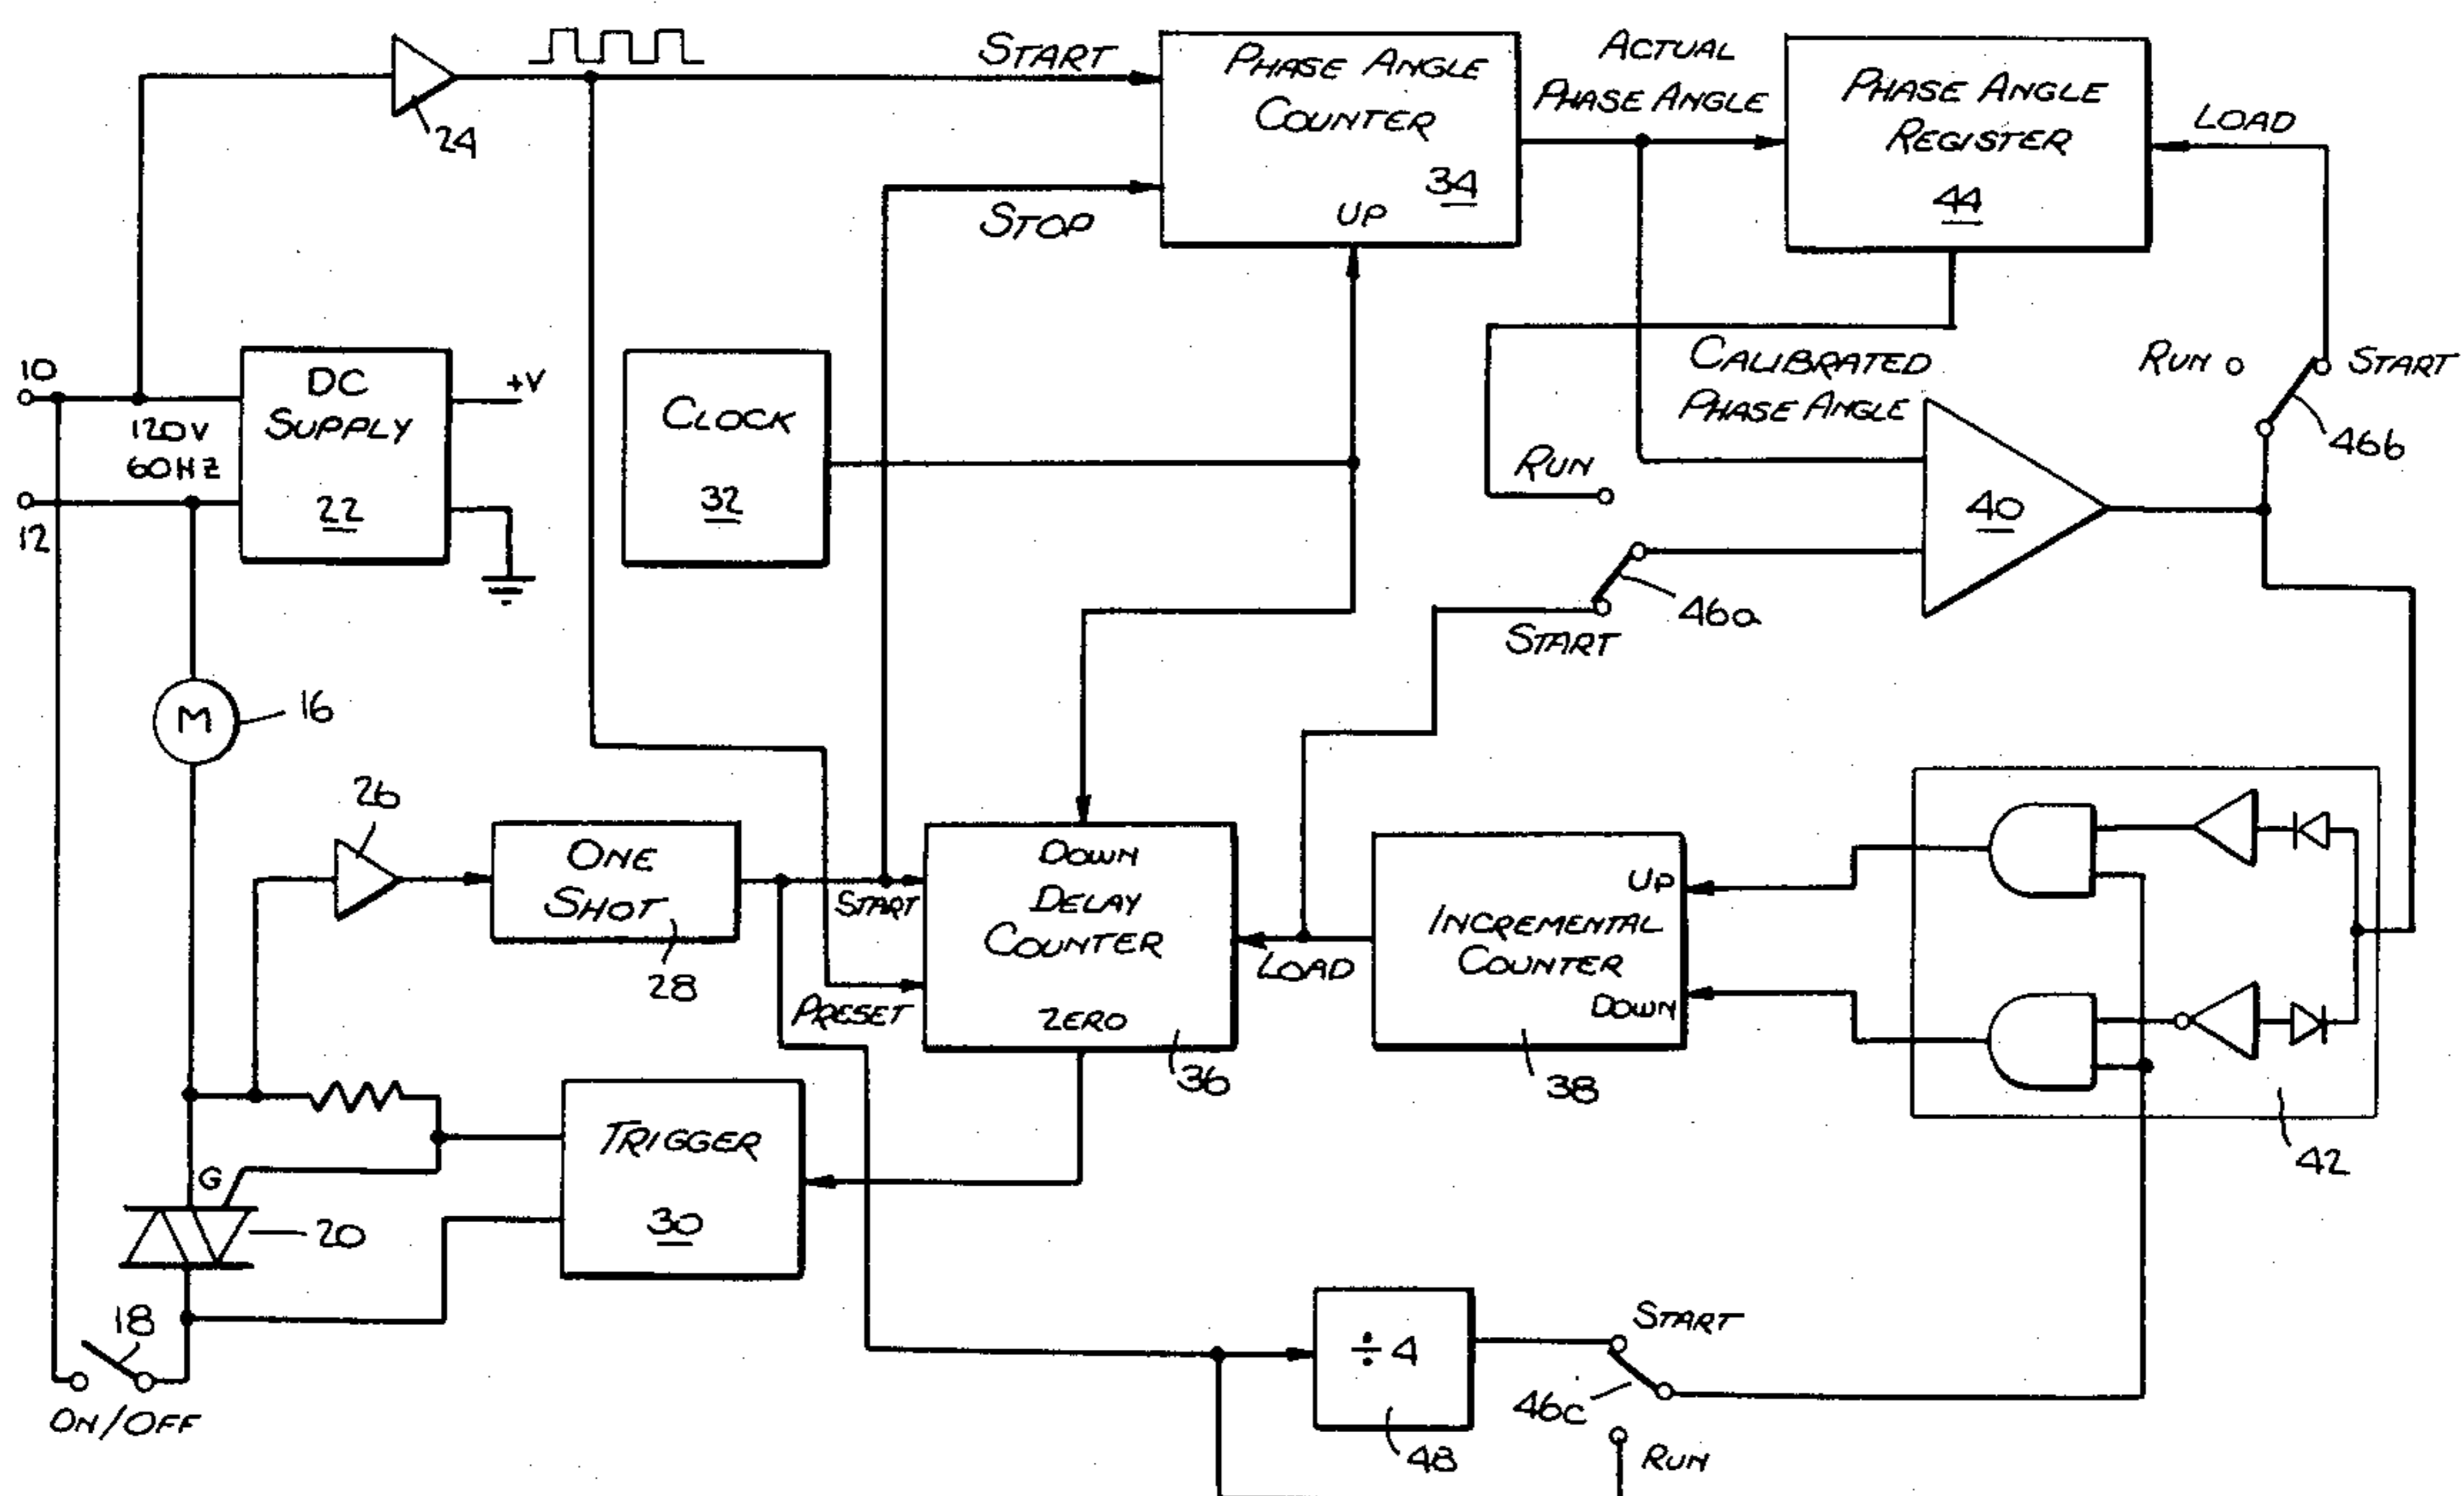 24
START
STOP
PHASE ANGLE
COUNTER
34
UP
ACTUAL
PHASE ANGLE
PHASE ANGLE
REGISTER
44
LOAD
10
12
120V
60HZ
DC
SUPPLY
22
+V
CLOCK
32
CALIBRATED
PHASE ANGLE
RUN
START
46b
RUN
40
46a
START
M
16
26
ONE
SHOT
28
START
PRESET
DOWN
DELAY
COUNTER
ZERO
36
LOAD
UP
INCREMENTAL
COUNTER
DOWN
38
42
G
20
TRIGGER
30
18
ON/OFF
÷4
48
START
46c
RUN